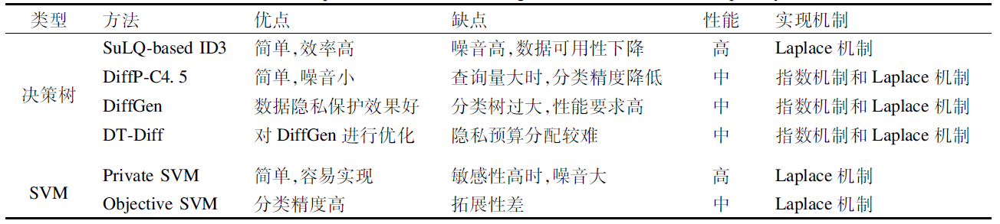 类型 方法 优点 缺点 性能 实现机制
SuLQ-based ID3 简单,效率高 噪音高,数据可用性下降 高 Laplace 机制
DiffP-C4.5 简单,噪音小 查询量大时,分类精度降低 中 指数机制和 Laplace 机制
决策树
DiffGen 数据隐私保护效果好 分类树过大,性能要求高 中 指数机制和 Laplace 机制
DT-Diff 对 DiffGen 进行优化 隐私预算分配较难 中 指数机制和 Laplace 机制
Private SVM 简单,容易实现 敏感性高时,噪音大 高 Laplace 机制
SVM
Objective SVM 分类精度高 拓展性差 中 Laplace 机制